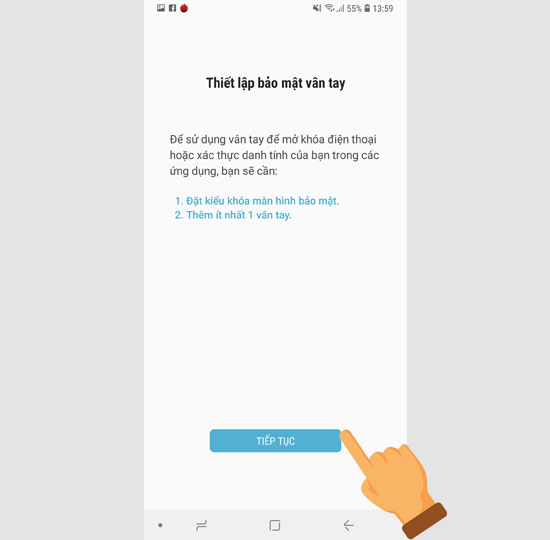 55% 13:59
Thiết lập bảo mật vân tay
Để sử dụng vân tay để mở khóa điện thoại
hoặc xác thực danh tính của bạn trong các
ứng dụng, bạn sẽ cần:
1. Đặt kiểu khóa màn hình bảo mật.
2. Thêm ít nhất 1 vân tay.
TIẾP TỤC